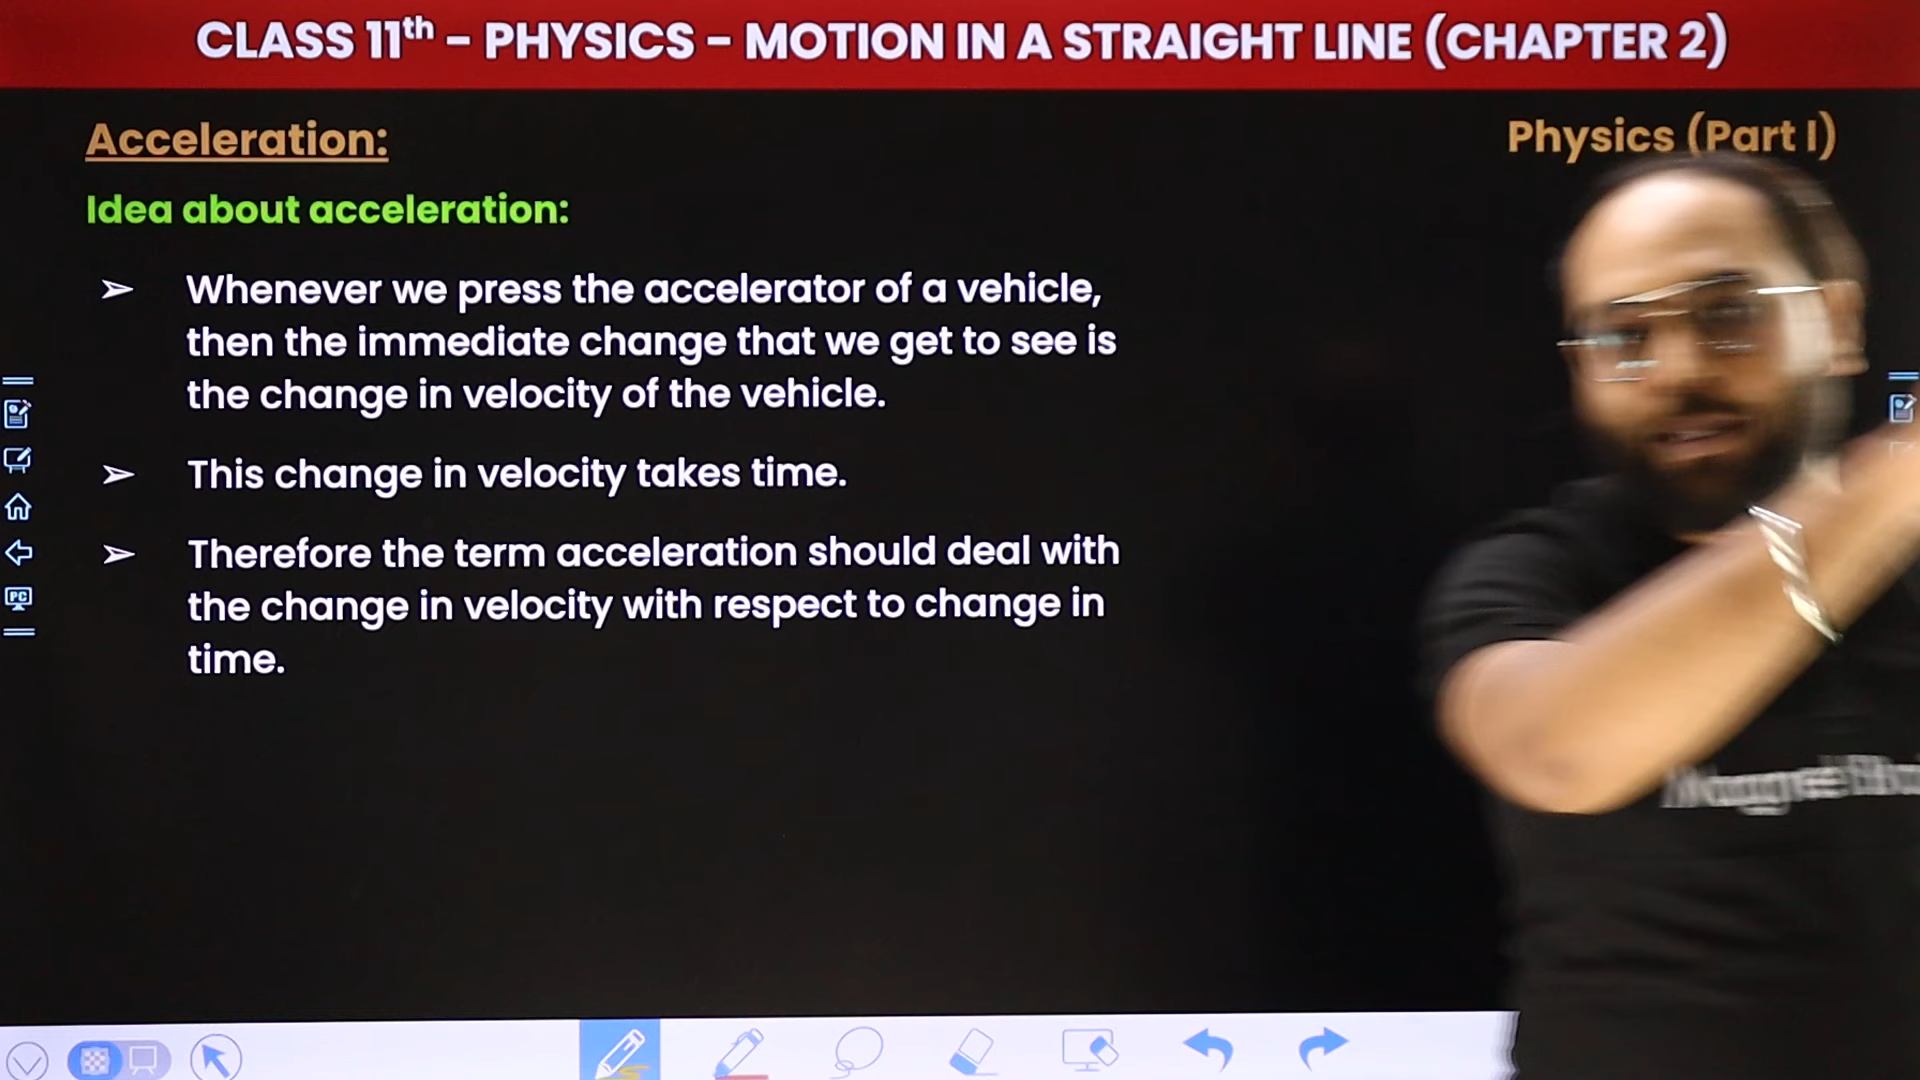 CLASS 11th - PHYSICS - MOTION IN A STRAIGHT LINE (CHAPTER 2)
Acceleration:
Physics (Part I)
Idea about acceleration:
➢ Whenever we press the accelerator of a vehicle,
then the immediate change that we get to see is
the change in velocity of the vehicle.
➢ This change in velocity takes time.
➢ Therefore the term acceleration should deal with
the change in velocity with respect to change in
time.
PC